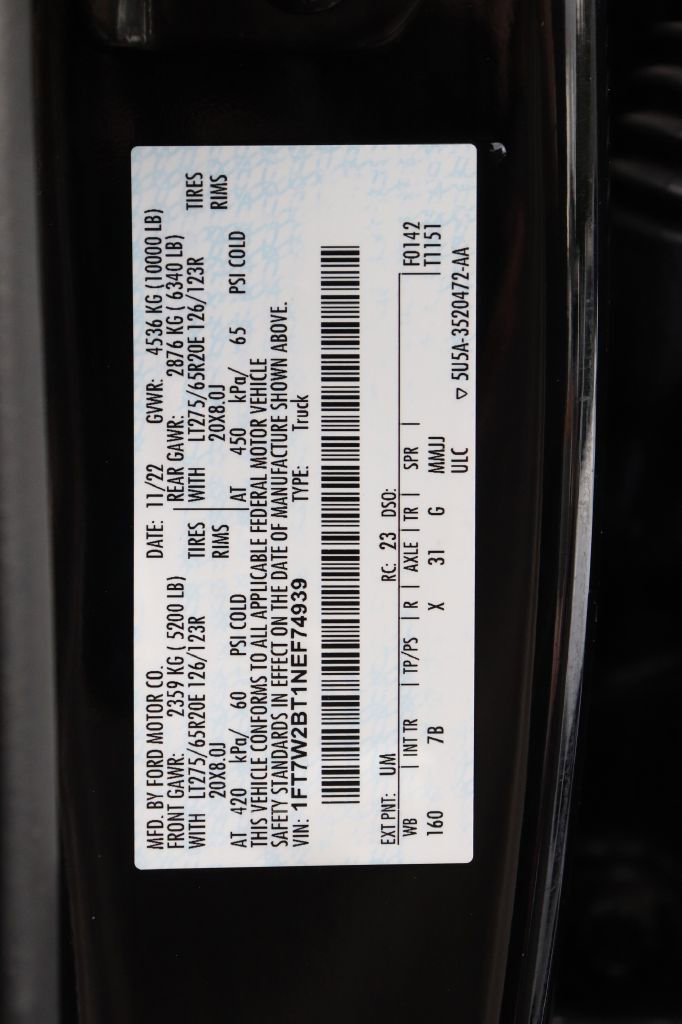 MFD. BY FORD MOTOR CO. DATE: 11/22 GVWR: 4536 KG (10000 LB)
FRONT GAWR: 2359 KG ( 5200 LB) REAR GAWR: 2876 KG ( 6340 LB)
WITH LT275/65R20E 126/123R TIRES WITH LT275/65R20E 126/123R TIRES
20X8.0J RIMS 20X8.0J RIMS
AT 420 kPa/ 60 PSI COLD AT 450 kPa/ 65 PSI COLD
THIS VEHICLE CONFORMS TO ALL APPLICABLE FEDERAL MOTOR VEHICLE
SAFETY STANDARDS IN EFFECT ON THE DATE OF MANUFACTURE SHOWN ABOVE.
VIN: 1FT7W2BT1NEF74939 TYPE: Truck
EXT PNT: UM RC: 23 DSO:
WB INT TR TP/PS R AXLE TR SPR F0142
160 7B X 31 G MMJJ T1151
ULC ▽ 5U5A-3520472-AA